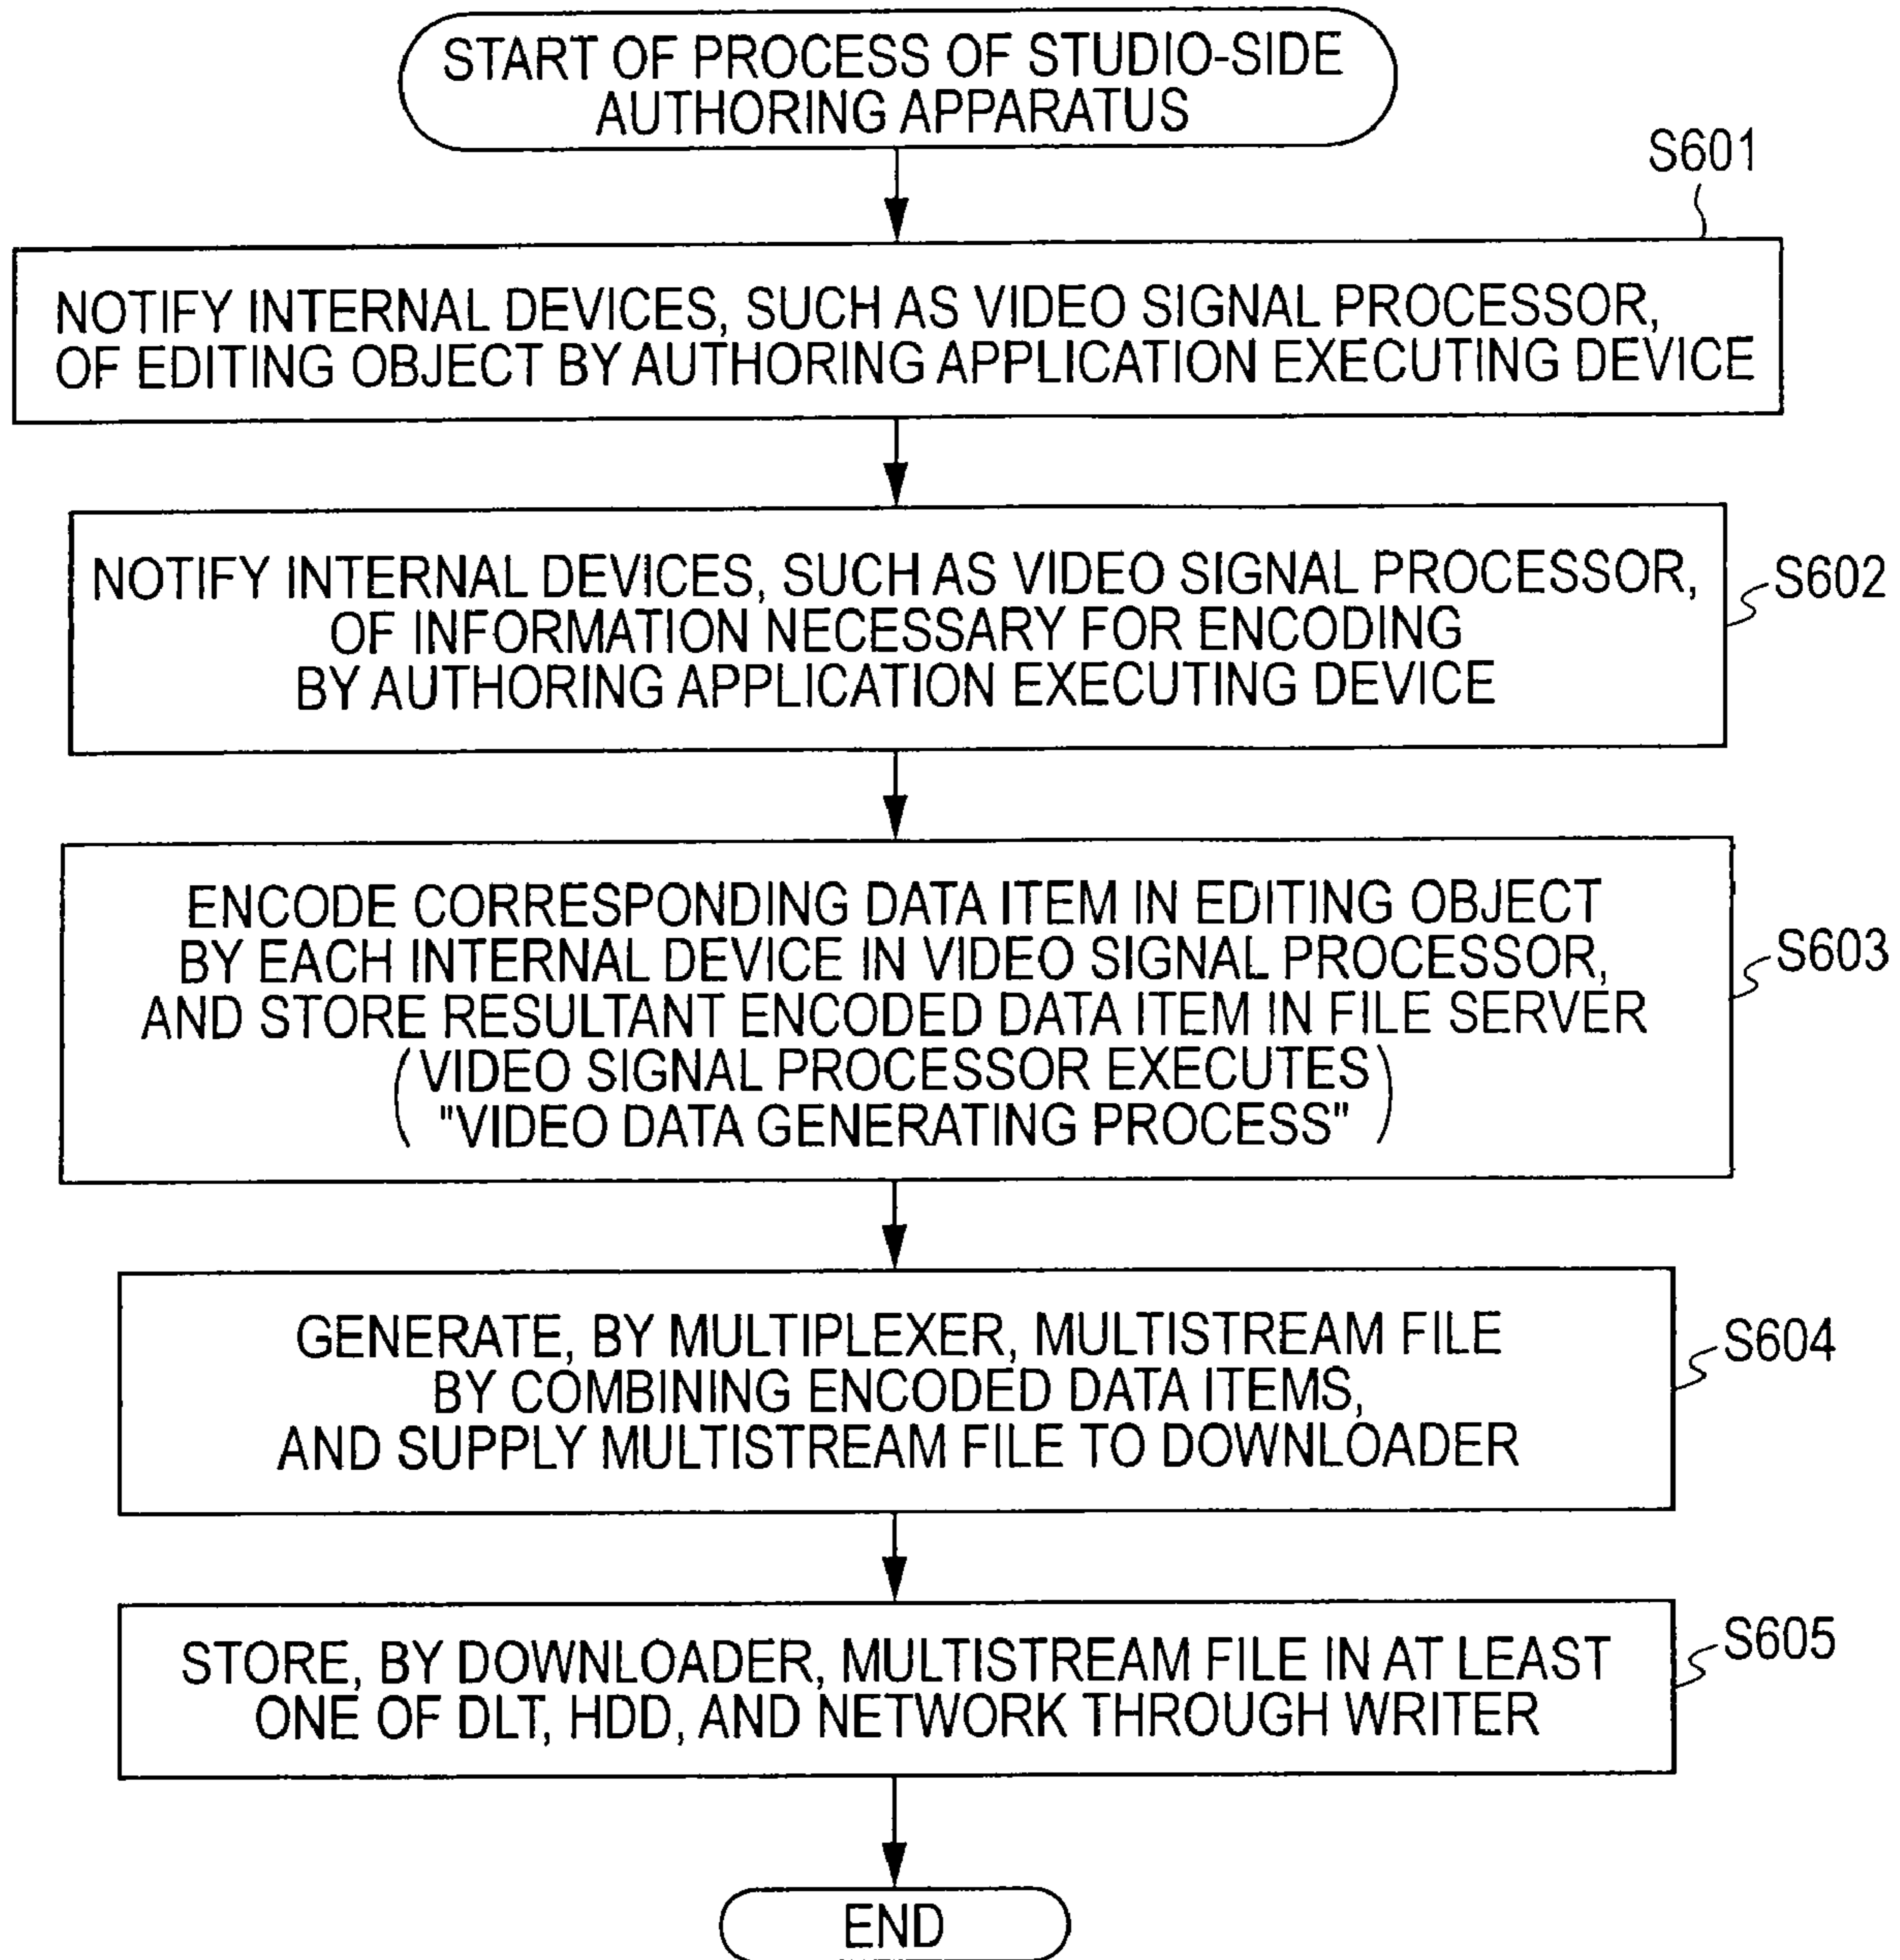 START OF PROCESS OF STUDIO-SIDE
AUTHORING APPARATUS
S601
NOTIFY INTERNAL DEVICES, SUCH AS VIDEO SIGNAL PROCESSOR,
OF EDITING OBJECT BY AUTHORING APPLICATION EXECUTING DEVICE
NOTIFY INTERNAL DEVICES, SUCH AS VIDEO SIGNAL PROCESSOR,
OF INFORMATION NECESSARY FOR ENCODING
BY AUTHORING APPLICATION EXECUTING DEVICE
S602
ENCODE CORRESPONDING DATA ITEM IN EDITING OBJECT
BY EACH INTERNAL DEVICE IN VIDEO SIGNAL PROCESSOR,
AND STORE RESULTANT ENCODED DATA ITEM IN FILE SERVER
(VIDEO SIGNAL PROCESSOR EXECUTES
"VIDEO DATA GENERATING PROCESS")
S603
GENERATE, BY MULTIPLEXER, MULTISTREAM FILE
BY COMBINING ENCODED DATA ITEMS,
AND SUPPLY MULTISTREAM FILE TO DOWNLOADER
S604
STORE, BY DOWNLOADER, MULTISTREAM FILE IN AT LEAST
ONE OF DLT, HDD, AND NETWORK THROUGH WRITER
S605
END